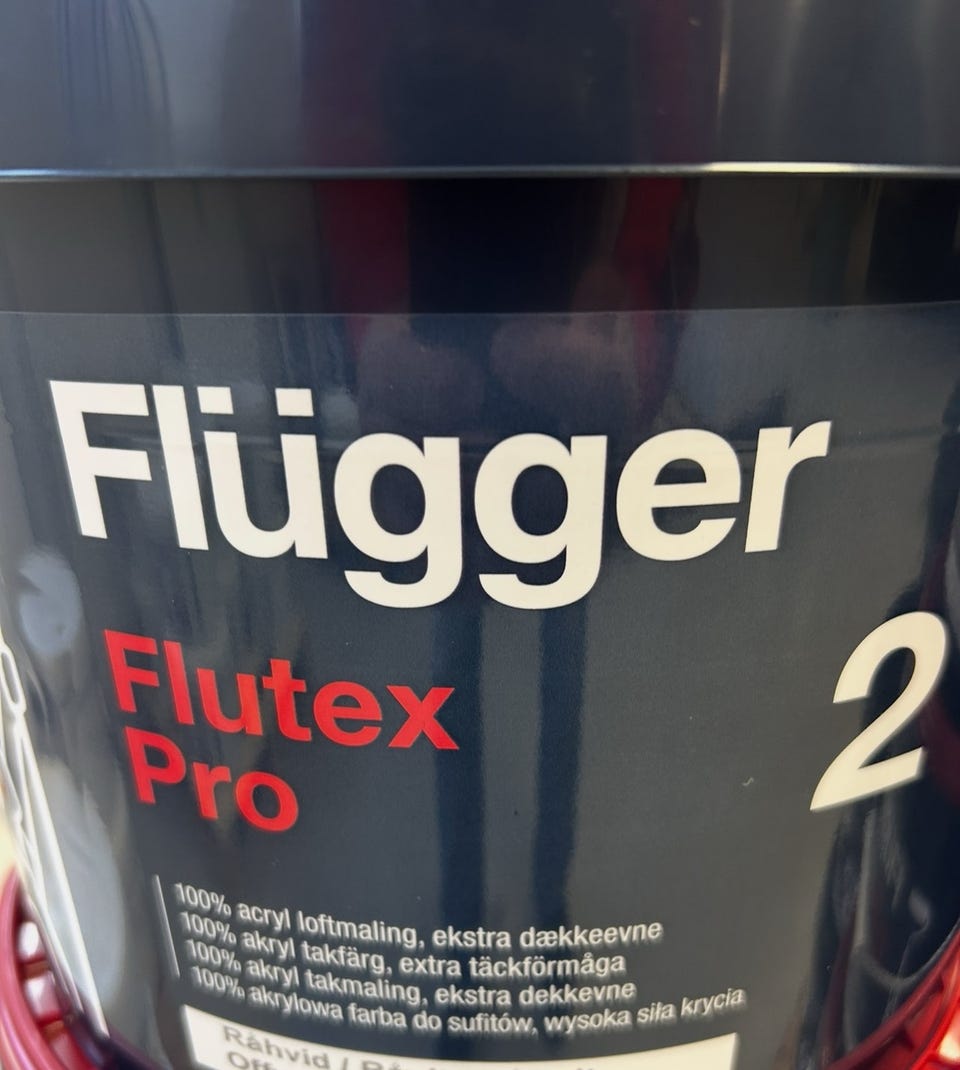 Flügger
Flutex
Pro
2
100% acryl loftmaling, ekstra dækkeevne
100% akryl takfärg, extra täckförmåga
100% akryl takmaling, ekstra dekkevne
100% akrylowa farba do sufitów, wysoka siła krycia
Råhvid /